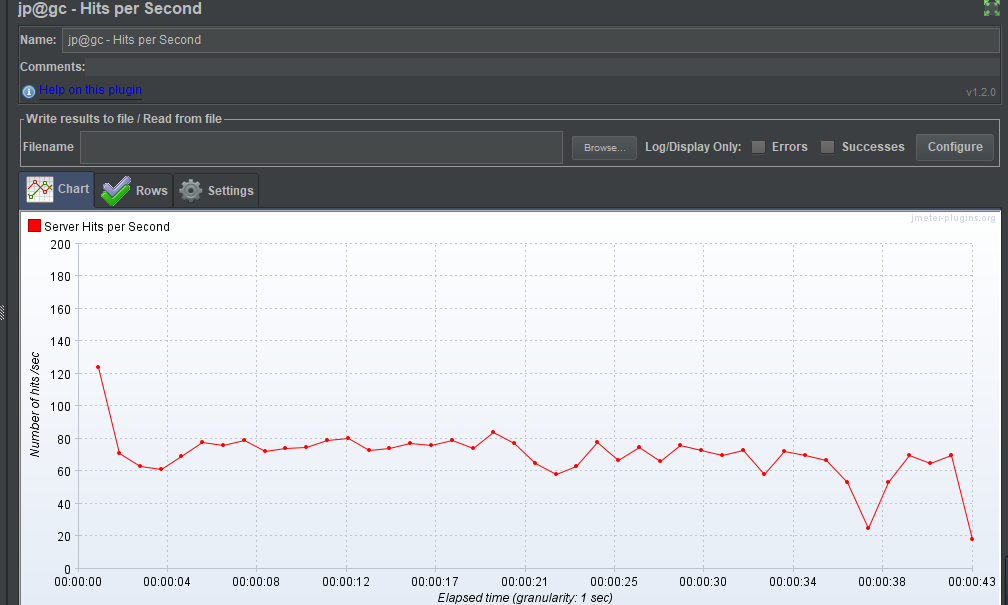 jp@gc - Hits per Second
Name: jp@gc - Hits per Second
Comments:
Help on this plugin v1.2.0
Write results to file / Read from file
Filename Browse... Log/Display Only: Errors Successes Configure
Chart Rows Settings
jmeter-plugins.org
Server Hits per Second
200
180
160
140
120
100
80
60
40
20
0
Number of hits /sec
00:00:00 00:00:04 00:00:08 00:00:12 00:00:17 00:00:21 00:00:25 00:00:30 00:00:34 00:00:38 00:00:43
Elapsed time (granularity: 1 sec)